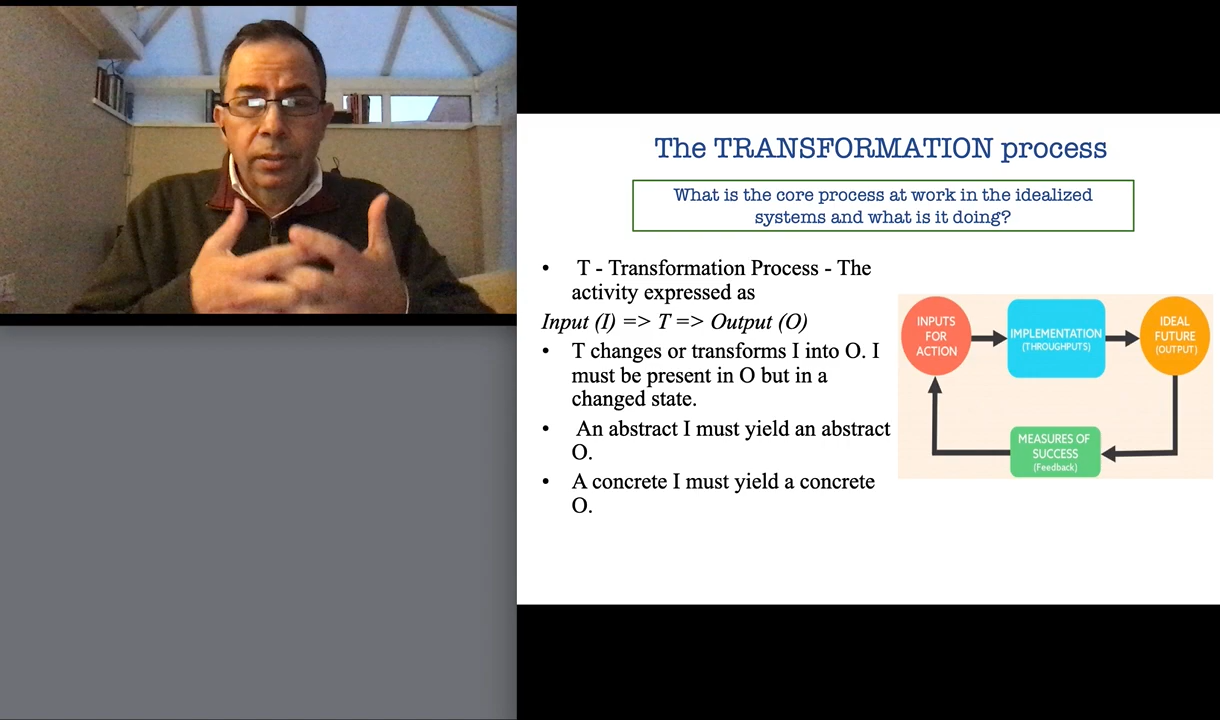 The TRANSFORMATION process
What is the core process at work in the idealized
systems and what is it doing?
• T - Transformation Process - The
activity expressed as
Input (I) => T => Output (O)
• T changes or transforms I into O. I
must be present in O but in a
changed state.
• An abstract I must yield an abstract
O.
• A concrete I must yield a concrete
O.
INPUTS
FOR
ACTION
IMPLEMENTATION
(THROUGHPUTS)
IDEAL
FUTURE
(OUTPUT)
MEASURES OF
SUCCESS
(Feedback)